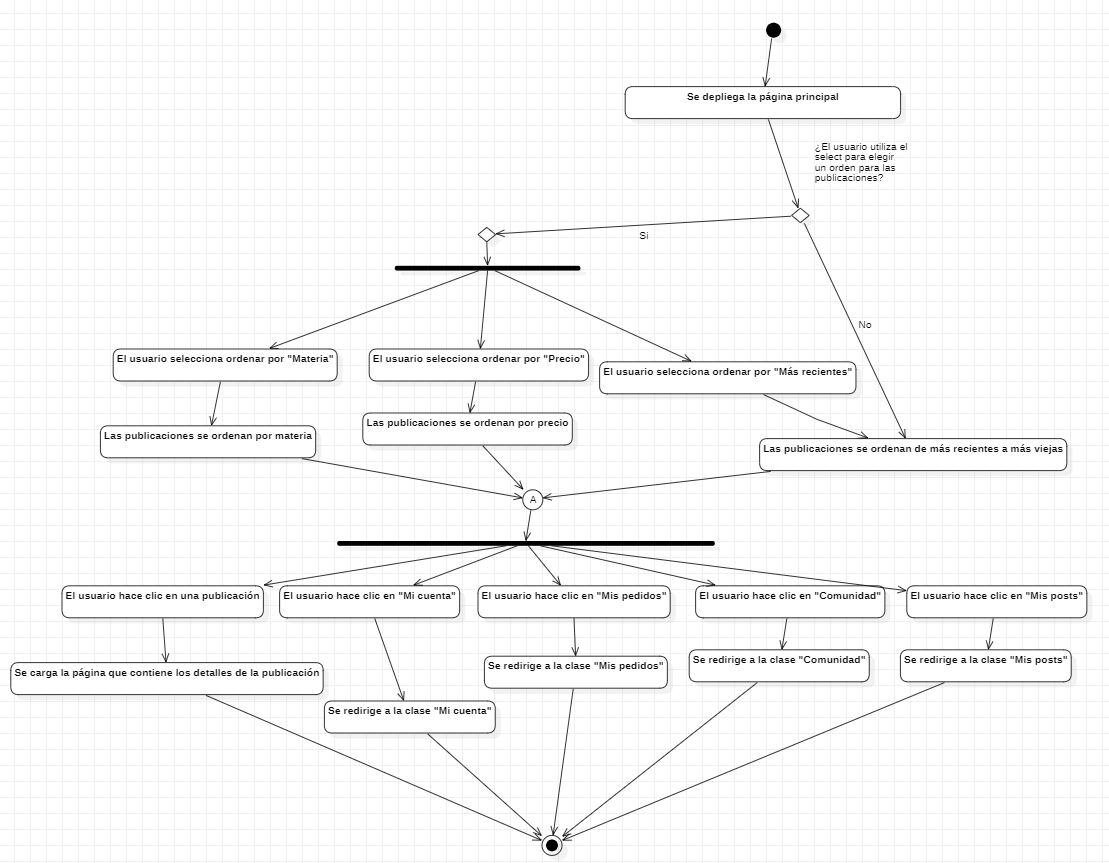 Se depliega la página principal
¿El usuario utiliza el
select para elegir
un orden para las
publicaciones?
Si
No
El usuario selecciona ordenar por "Materia"
El usuario selecciona ordenar por "Precio"
El usuario selecciona ordenar por "Más recientes"
Las publicaciones se ordenan por materia
Las publicaciones se ordenan por precio
Las publicaciones se ordenan de más recientes a más viejas
A
El usuario hace clic en una publicación
El usuario hace clic en "Mi cuenta"
El usuario hace clic en "Mis pedidos"
El usuario hace clic en "Comunidad"
El usuario hace clic en "Mis posts"
Se carga la página que contiene los detalles de la publicación
Se redirige a la clase "Mi cuenta"
Se redirige a la clase "Mis pedidos"
Se redirige a la clase "Comunidad"
Se redirige a la clase "Mis posts"